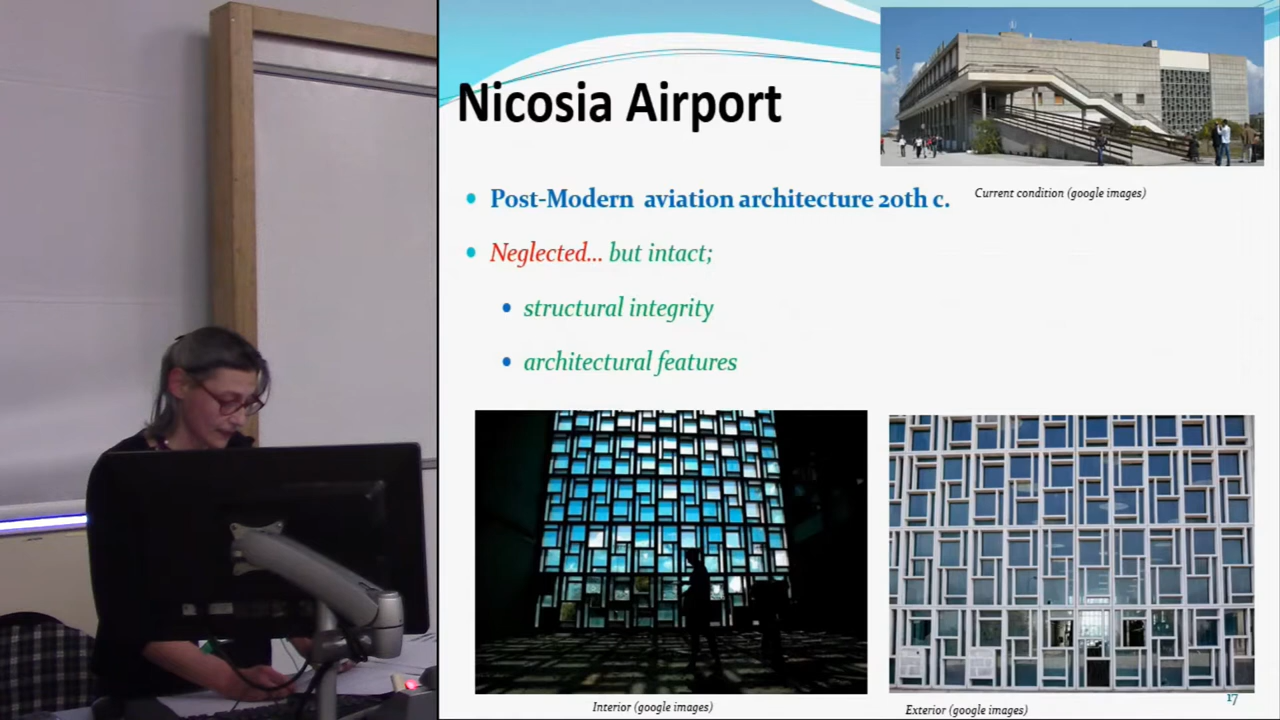 Nicosia Airport
Post-Modern aviation architecture 20th c.
Current condition (google images)
Neglected... but intact;
structural integrity
architectural features
Interior (google images)
Exterior (google images)
17